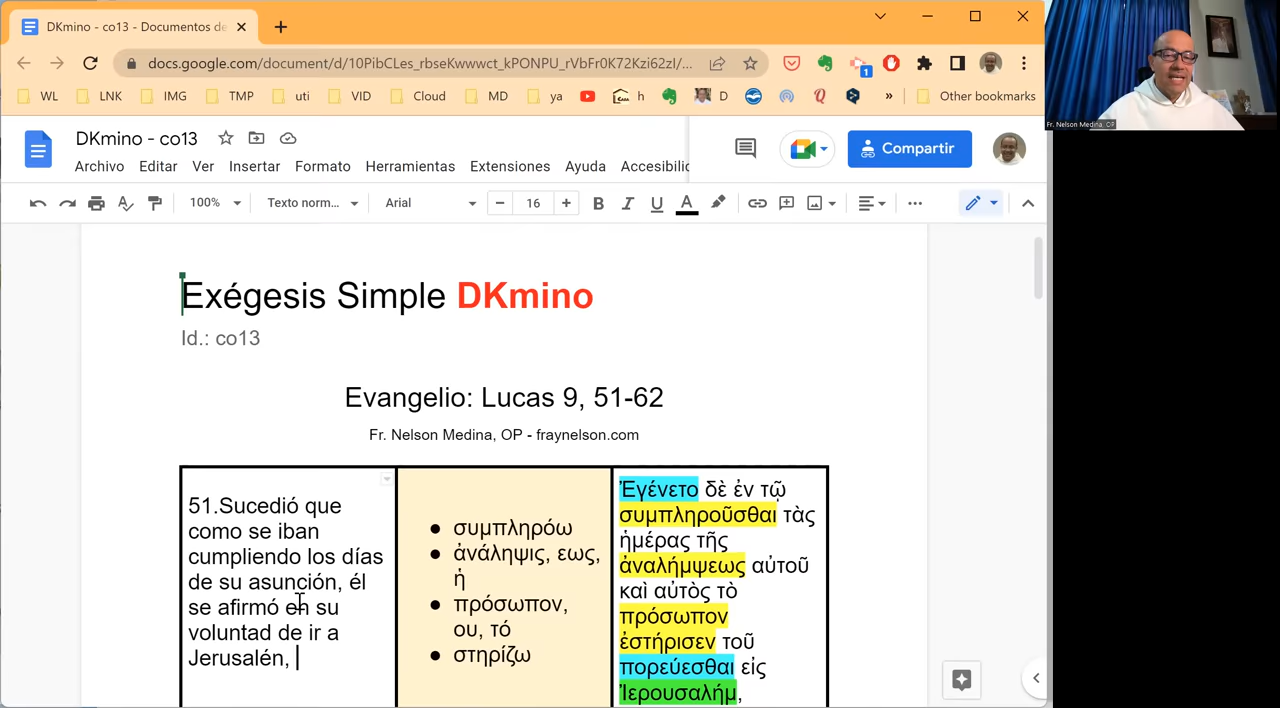 DKmino - co13 - Documentos de
docs.google.com/document/d/10PibCLes_rbseKwwnvct_kPONPU_rVbFr0K72Kzi62zI/...
WL LNK IMG TMP uti VID Cloud MD ya h D » Other bookmarks
1
Fr. Nelson Medina, OP
DKmino - co13
Archivo Editar Ver Insertar Formato Herramientas Extensiones Ayuda
Compartir
100% Texto norm... Arial 16 B I U A
Exégesis Simple DKmino
Id.: co13
Evangelio: Lucas 9, 51-62
Fr. Nelson Medina, OP - fraynelson.com
51.Sucedió que
como se iban
cumpliendo los días
de su asunción, él
se afirmó en su
voluntad de ir a
Jerusalén,
● συμπληρόω
● ἀνάληψις, εως,
ἡ
● πρόσωπον,
ου, τό
● στηρίζω
Ἐγένετο δὲ ἐν τῷ
συμπληροῦσθαι τὰς
ἡμέρας τῆς
ἀναλήμψεως αὐτοῦ
καὶ αὐτὸς τὸ
πρόσωπον
ἐστήρισεν τοῦ
πορεύεσθαι εἰς
Ἰερουσαλήμ,